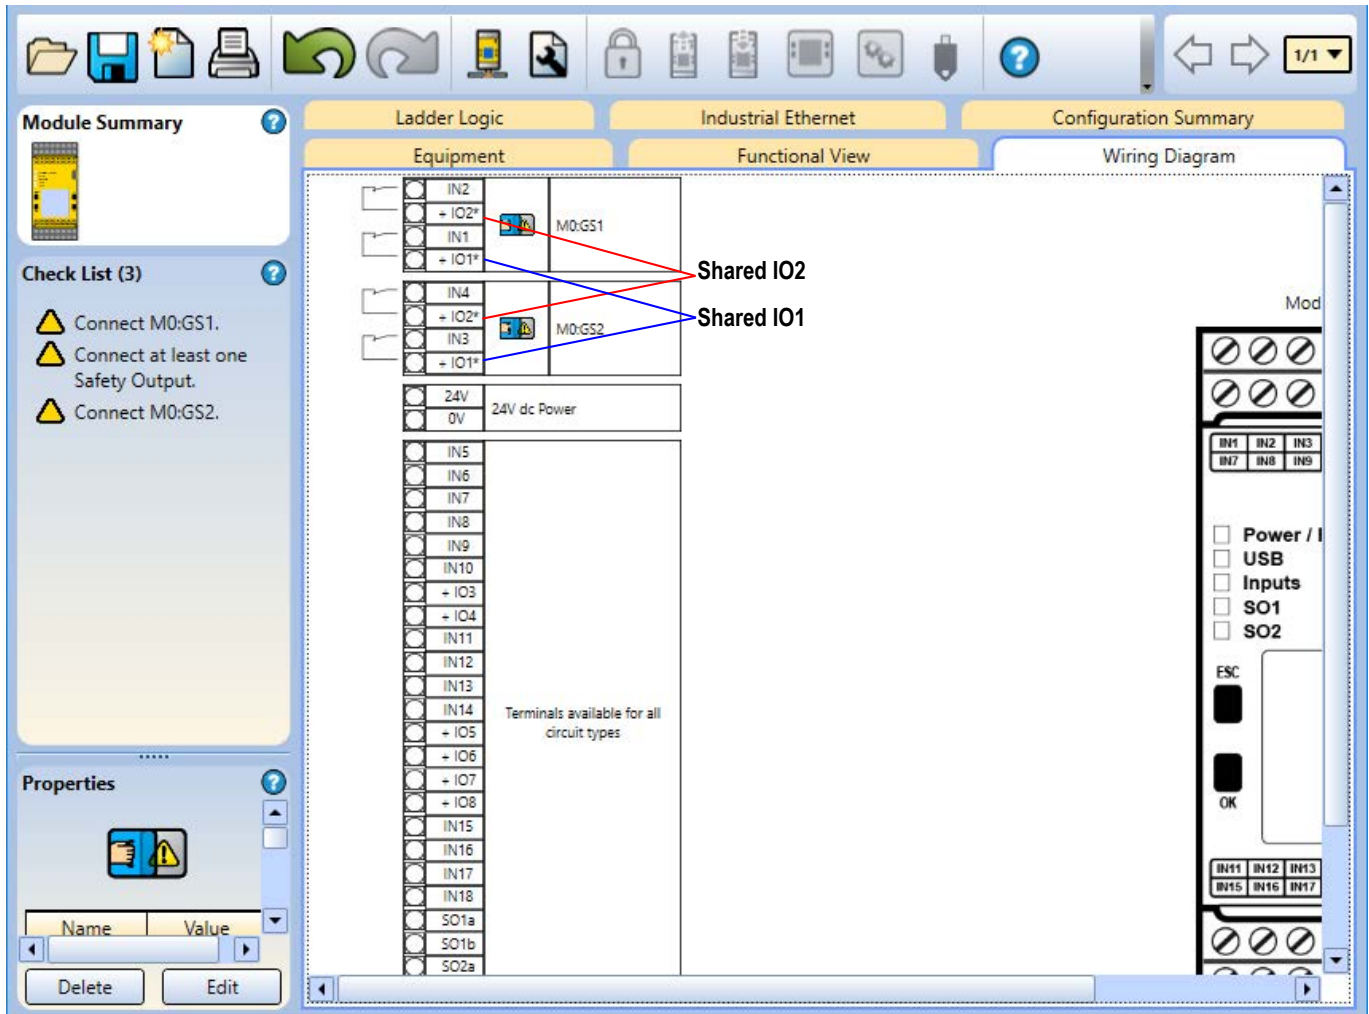 1/1
Module Summary
Ladder Logic
Industrial Ethernet
Configuration Summary
Equipment
Functional View
Wiring Diagram
Check List (3)
Connect M0:GS1.
Connect at least one
Safety Output.
Connect M0:GS2.
Properties
Name Value
Delete
Edit
IN2
+ IO2*
IN1
+ IO1*
M0:GS1
IN4
+ IO2*
IN3
+ IO1*
M0:GS2
Shared IO2
Shared IO1
24V
0V
24V dc Power
IN5
IN6
IN7
IN8
IN9
IN10
+ IO3
+ IO4
IN11
IN12
IN13
IN14
+ IO5
+ IO6
+ IO7
+ IO8
IN15
IN16
IN17
IN18
SO1a
SO1b
SO2a
Terminals available for all
circuit types
Mod
IN1 IN2 IN3
IN7 IN8 IN9
Power /
USB
Inputs
SO1
SO2
ESC
OK
IN11 IN12 IN13
IN15 IN16 IN17